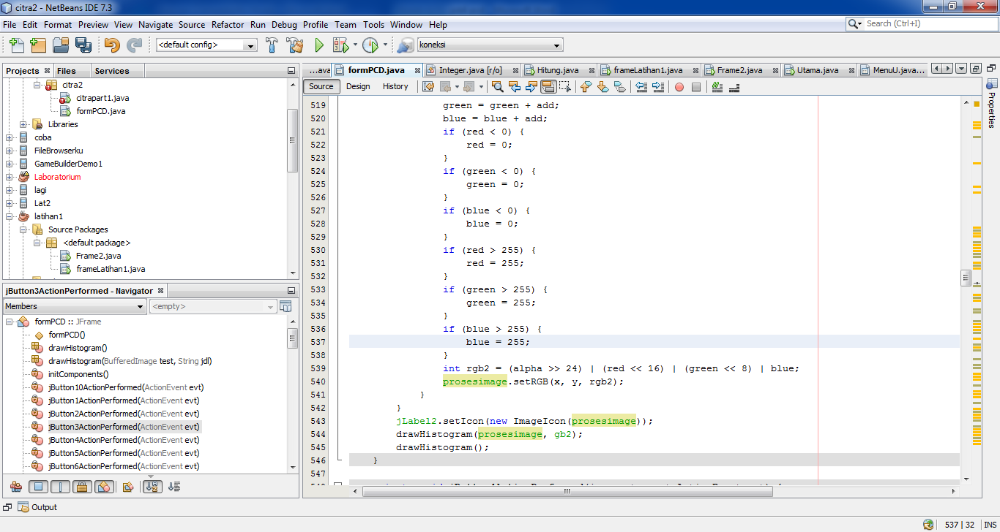 citra2 - NetBeans IDE 7.3
File Edit Format Preview View Navigate Source Refactor Run Debug Profile Team Tools Window Help
Search (Ctrl+I)
<default config>
koneksi
Projects Files Services
...ava formPCD.java Integer.java [r/o] Hitung.java frameLatihan1.java Frame2.java Utama.java MenuU.java...
Source Design History
citra2
citrapart1.java
formPCD.java
Libraries
coba
FileBrowserku
GameBuilderDemo1
Laboratorium
lagi
Lat2
latihan1
Source Packages
<default package>
Frame2.java
frameLatihan1.java
jButton3ActionPerformed - Navigator
Members
<empty>
formPCD :: JFrame
formPCD()
drawHistogram()
drawHistogram(BufferedImage test, String jdl)
initComponents()
jButton10ActionPerformed(ActionEvent evt)
jButton1ActionPerformed(ActionEvent evt)
jButton2ActionPerformed(ActionEvent evt)
jButton3ActionPerformed(ActionEvent evt)
jButton4ActionPerformed(ActionEvent evt)
jButton5ActionPerformed(ActionEvent evt)
jButton6ActionPerformed(ActionEvent evt)
519 green = green + add;
520 blue = blue + add;
521 if (red < 0) {
522 red = 0;
523 }
524 if (green < 0) {
525 green = 0;
526 }
527 if (blue < 0) {
528 blue = 0;
529 }
530 if (red > 255) {
531 red = 255;
532 }
533 if (green > 255) {
534 green = 255;
535 }
536 if (blue > 255) {
537 blue = 255;
538 }
539 int rgb2 = (alpha >> 24) | (red << 16) | (green << 8) | blue;
540 prosesimage.setRGB(x, y, rgb2);
541 }
542 }
543 jLabel2.setIcon(new ImageIcon(prosesimage));
544 drawHistogram(prosesimage, gb2);
545 drawHistogram();
546 }
547
Properties
Output
537 | 32 INS